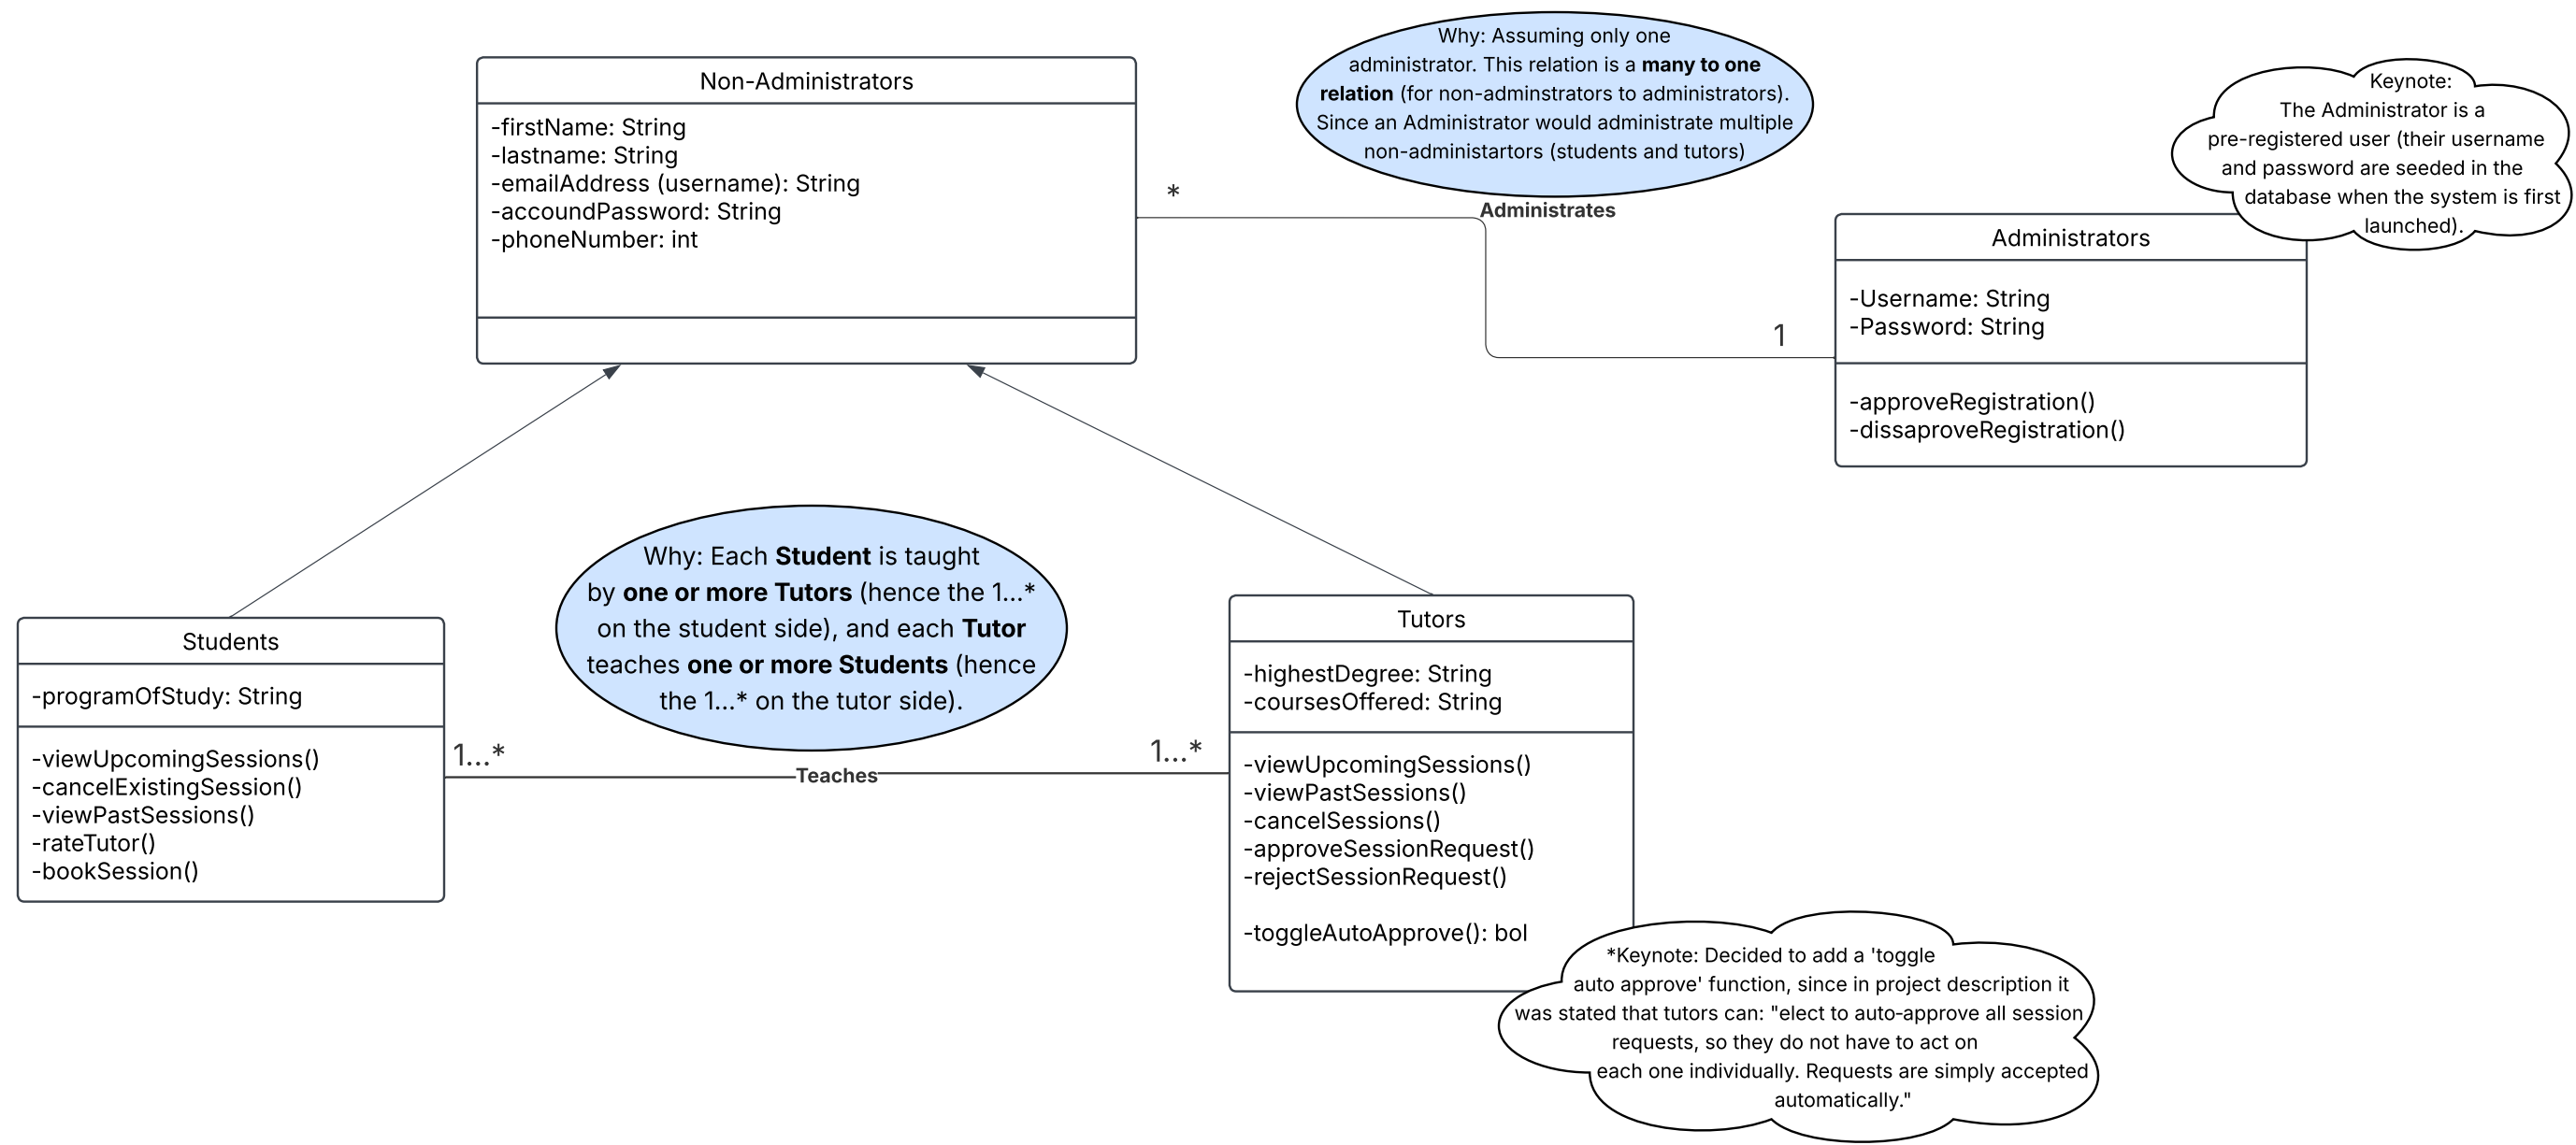 Non-Administrators
-firstName: String
-lastname: String
-emailAddress (username): String
-accoundPassword: String
-phoneNumber: int
Why: Assuming only one
administrator. This relation is a many to one
relation (for non-adminstrators to administrators).
Since an Administrator would administrate multiple
non-administartors (students and tutors)
*
Administrates
1
Keynote:
The Administrator is a
pre-registered user (their username
and password are seeded in the
database when the system is first
launched).
Administrators
-Username: String
-Password: String
-approveRegistration()
-dissaproveRegistration()
Why: Each Student is taught
by one or more Tutors (hence the 1...*
on the student side), and each Tutor
teaches one or more Students (hence
the 1...* on the tutor side).
Students
-programOfStudy: String
-viewUpcomingSessions()
-cancelExistingSession()
-viewPastSessions()
-rateTutor()
-bookSession()
1...*
Teaches
1...*
Tutors
-highestDegree: String
-coursesOffered: String
-viewUpcomingSessions()
-viewPastSessions()
-cancelSessions()
-approveSessionRequest()
-rejectSessionRequest()
-toggleAutoApprove(): bol
*Keynote: Decided to add a 'toggle
auto approve' function, since in project description it
was stated that tutors can: "elect to auto-approve all session
requests, so they do not have to act on
each one individually. Requests are simply accepted
automatically."